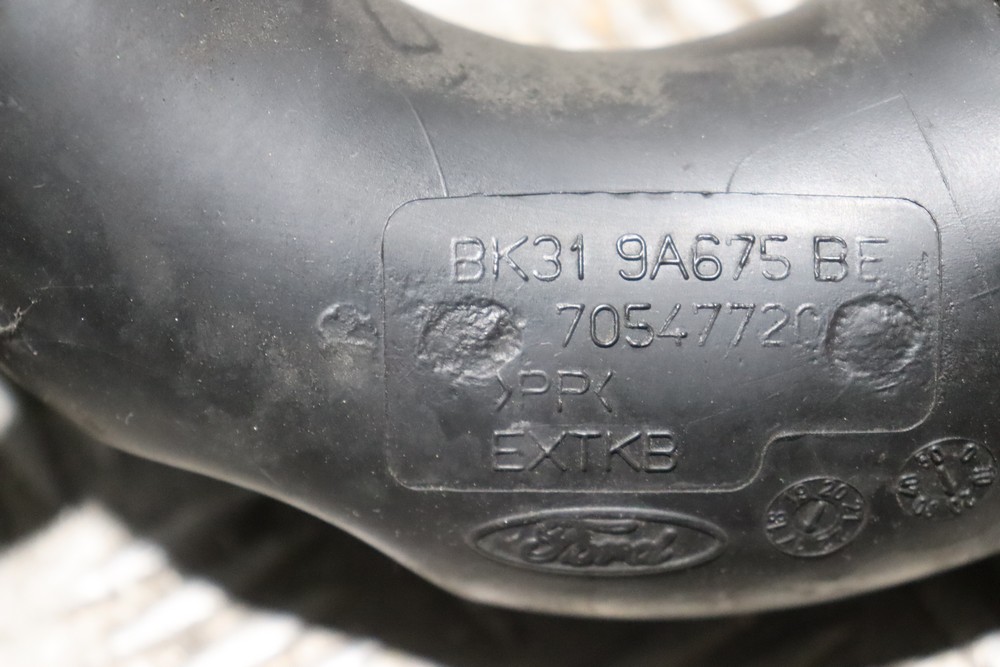 BK31 9A675 BE
70547720
>PP<
EXTKB
Ford